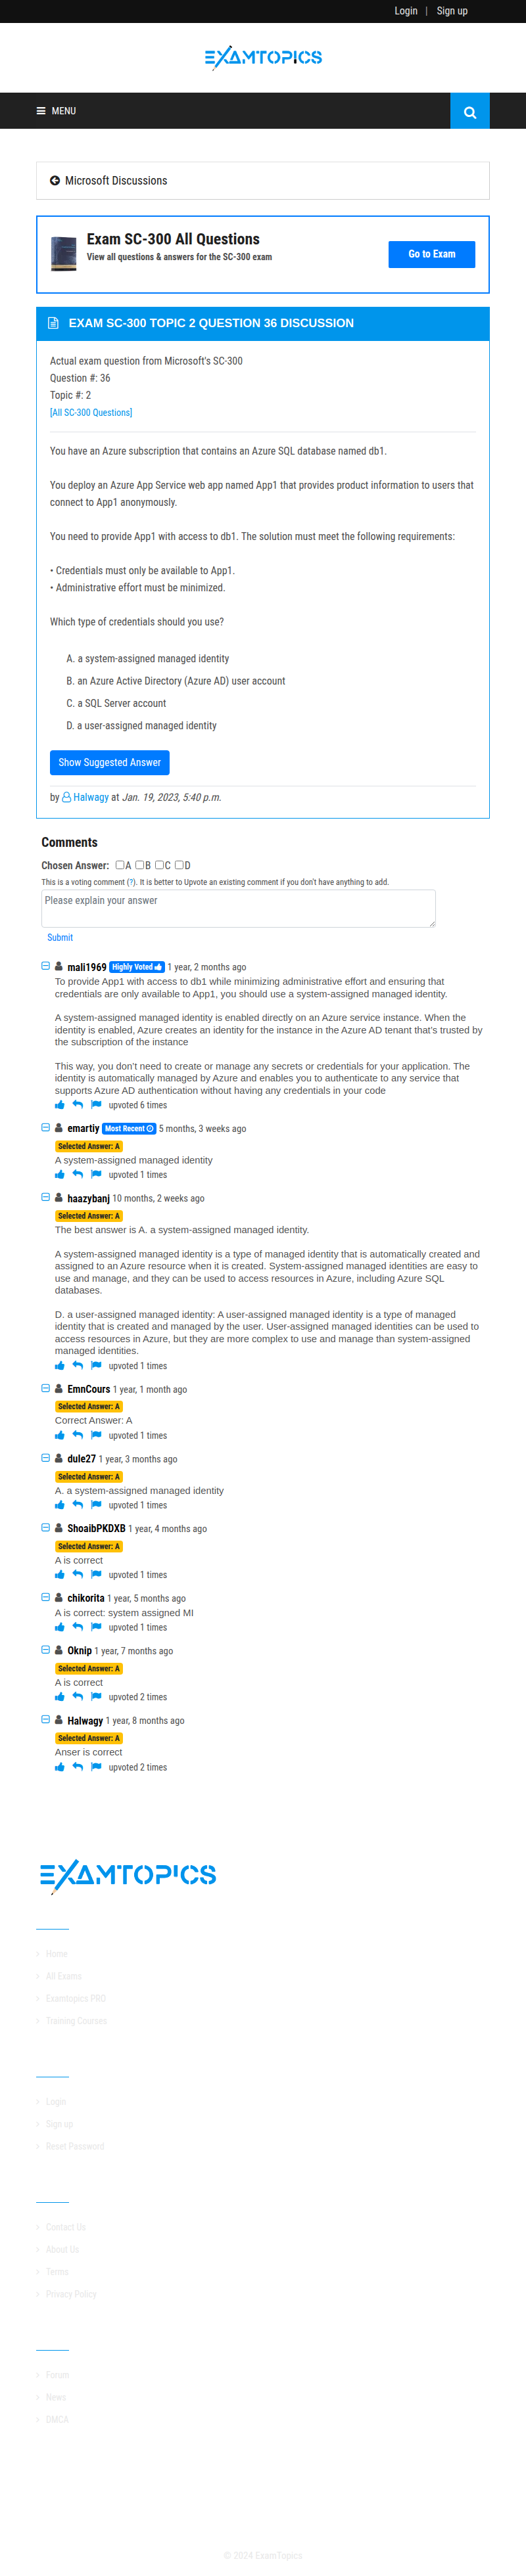 Login | Sign up
EXAMTOPICS
MENU
Microsoft Discussions
Exam SC-300 All Questions
View all questions & answers for the SC-300 exam
Go to Exam
EXAM SC-300 TOPIC 2 QUESTION 36 DISCUSSION
Actual exam question from Microsoft's SC-300
Question #: 36
Topic #: 2
[All SC-300 Questions]
You have an Azure subscription that contains an Azure SQL database named db1.
You deploy an Azure App Service web app named App1 that provides product information to users that
connect to App1 anonymously.
You need to provide App1 with access to db1. The solution must meet the following requirements:
• Credentials must only be available to App1.
• Administrative effort must be minimized.
Which type of credentials should you use?
A. a system-assigned managed identity
B. an Azure Active Directory (Azure AD) user account
C. a SQL Server account
D. a user-assigned managed identity
Show Suggested Answer
by Halwagy at Jan. 19, 2023, 5:40 p.m.
Comments
Chosen Answer: A B C D
This is a voting comment (?). It is better to Upvote an existing comment if you don't have anything to add.
Please explain your answer
Submit
mali1969 Highly Voted 1 year, 2 months ago
To provide App1 with access to db1 while minimizing administrative effort and ensuring that
credentials are only available to App1, you should use a system-assigned managed identity.
A system-assigned managed identity is enabled directly on an Azure service instance. When the
identity is enabled, Azure creates an identity for the instance in the Azure AD tenant that's trusted by
the subscription of the instance
This way, you don't need to create or manage any secrets or credentials for your application. The
identity is automatically managed by Azure and enables you to authenticate to any service that
supports Azure AD authentication without having any credentials in your code
upvoted 6 times
emartiy Most Recent 5 months, 3 weeks ago
Selected Answer: A
A system-assigned managed identity
upvoted 1 times
haazybanj 10 months, 2 weeks ago
Selected Answer: A
The best answer is A. a system-assigned managed identity.
A system-assigned managed identity is a type of managed identity that is automatically created and
assigned to an Azure resource when it is created. System-assigned managed identities are easy to
use and manage, and they can be used to access resources in Azure, including Azure SQL
databases.
D. a user-assigned managed identity: A user-assigned managed identity is a type of managed
identity that is created and managed by the user. User-assigned managed identities can be used to
access resources in Azure, but they are more complex to use and manage than system-assigned
managed identities.
upvoted 1 times
EmnCours 1 year, 1 month ago
Selected Answer: A
Correct Answer: A
upvoted 1 times
dule27 1 year, 3 months ago
Selected Answer: A
A. a system-assigned managed identity
upvoted 1 times
ShoaibPKDXB 1 year, 4 months ago
Selected Answer: A
A is correct
upvoted 1 times
chikorita 1 year, 5 months ago
A is correct: system assigned MI
upvoted 1 times
Oknip 1 year, 7 months ago
Selected Answer: A
A is correct
upvoted 2 times
Halwagy 1 year, 8 months ago
Selected Answer: A
Anser is correct
upvoted 2 times
EXAMTOPICS
Home
All Exams
Examtopics PRO
Training Courses
Login
Sign up
Reset Password
Contact Us
About Us
Terms
Privacy Policy
Forum
News
DMCA
© 2024 ExamTopics